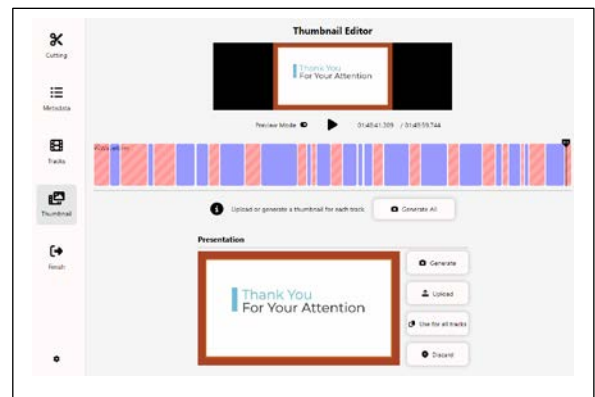 Thumbnail Editor
Cutting
Metadata
Tracks
Thumbnail
Finish
Thank You
For Your Attention
Preview Mode
01:48:41.309 / 01:48:59.744
Upload or generate a thumbnail for each track.
Generate All
Presentation
Thank You
For Your Attention
Generate
Upload
Use for all tracks
Discard